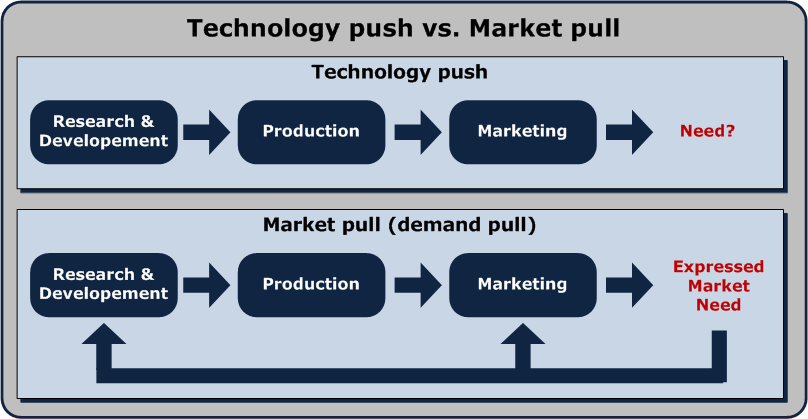 Technology push vs. Market pull
Technology push
Research &
Developement
Production
Marketing
Need?
Market pull (demand pull)
Research &
Developement
Production
Marketing
Expressed
Market
Need